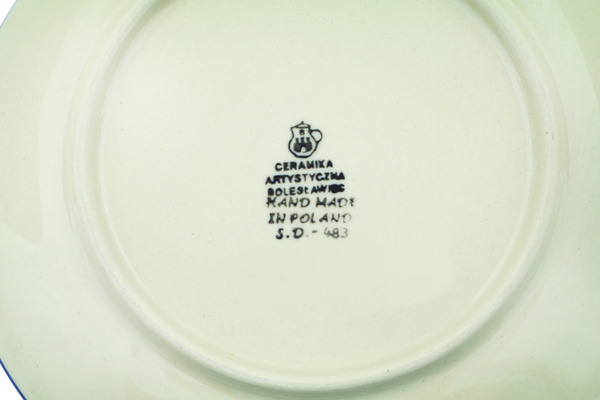 CERAMIKA
ARTYSTYCZNA
BOLESŁAWIEC
HAND MADE
IN POLAND
S.D.-483